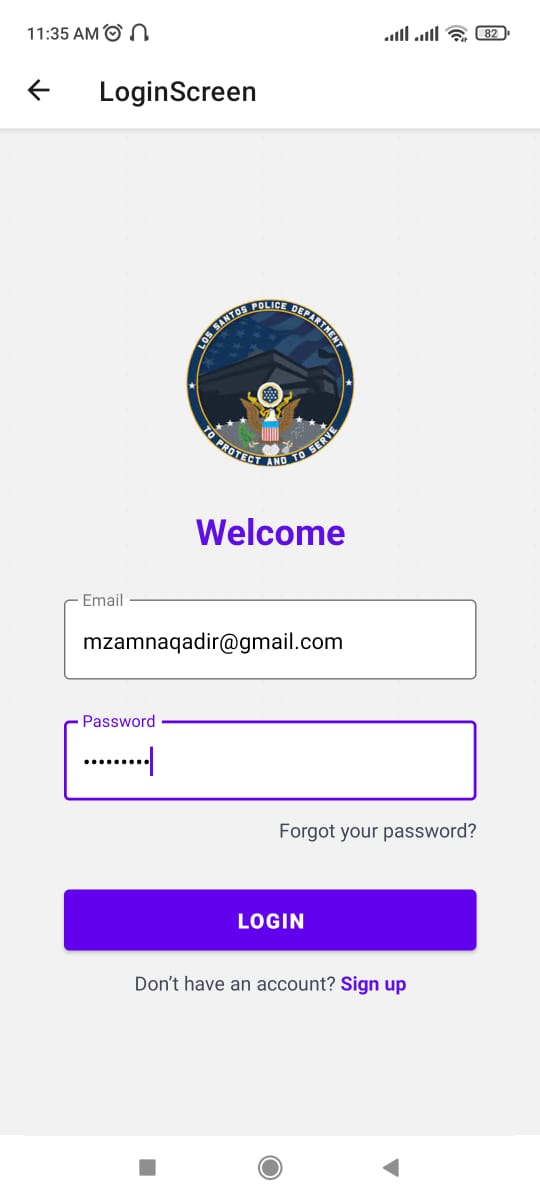 11:35 AM
82
LoginScreen
LOS SANTOS POLICE DEPARTMENT
TO PROTECT AND TO SERVE
Welcome
Email
mzamnaqadir@gmail.com
Password
•••••••••
Forgot your password?
LOGIN
Don’t have an account? Sign up